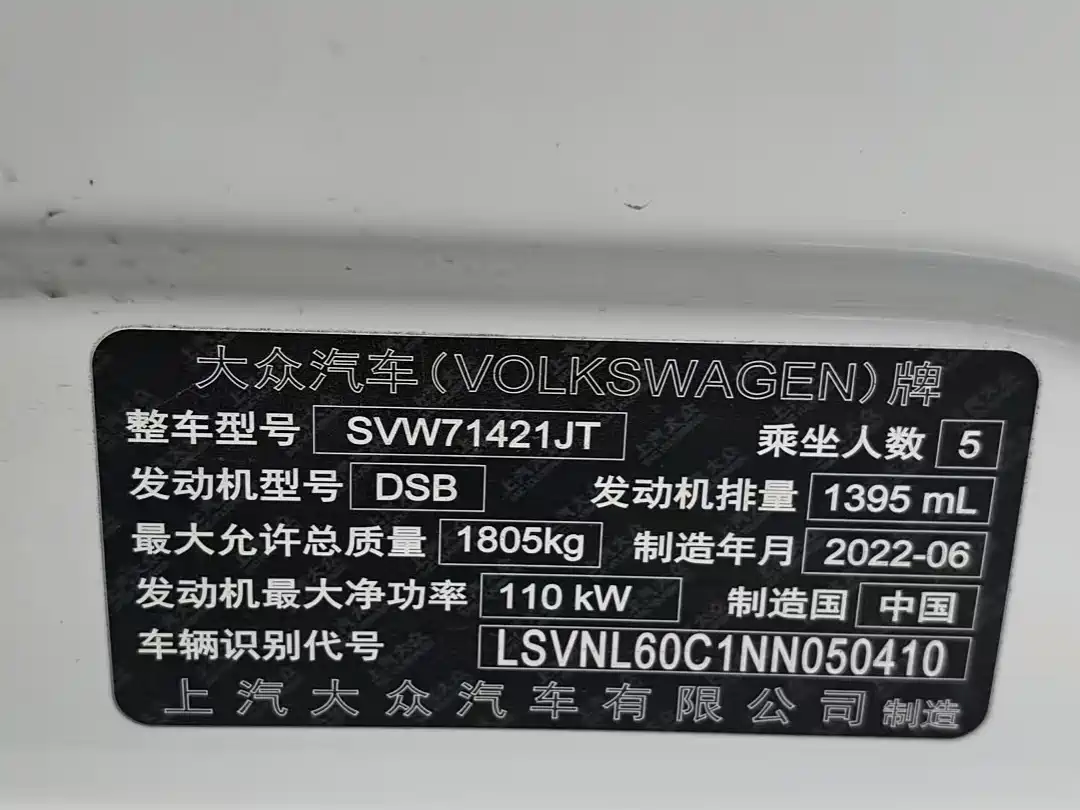 大众汽车(VOLKSWAGEN)牌
整车型号 SVW71421JT 乘坐人数 5
发动机型号 DSB 发动机排量 1395 mL
最大允许总质量 1805kg 制造年月 2022-06
发动机最大净功率 110 kW 制造国 中国
车辆识别代号 LSVNL60C1NN050410
上汽大众汽车有限公司 制造